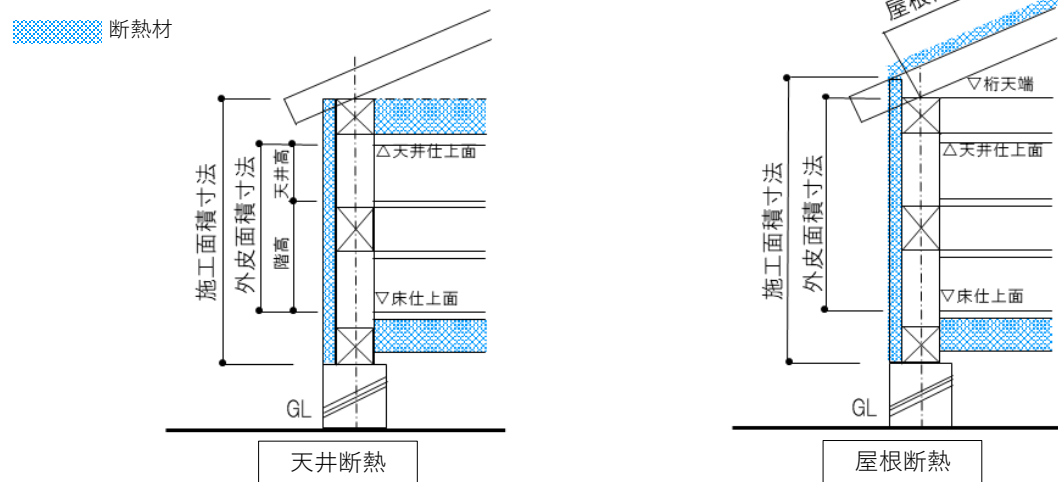 断熱材
屋根
施工面積寸法
外皮面積寸法
天井高
階高
△天井仕上面
▽床仕上面
GL
天井断熱
施工面積寸法
外皮面積寸法
▽桁天端
△天井仕上面
▽床仕上面
GL
屋根断熱